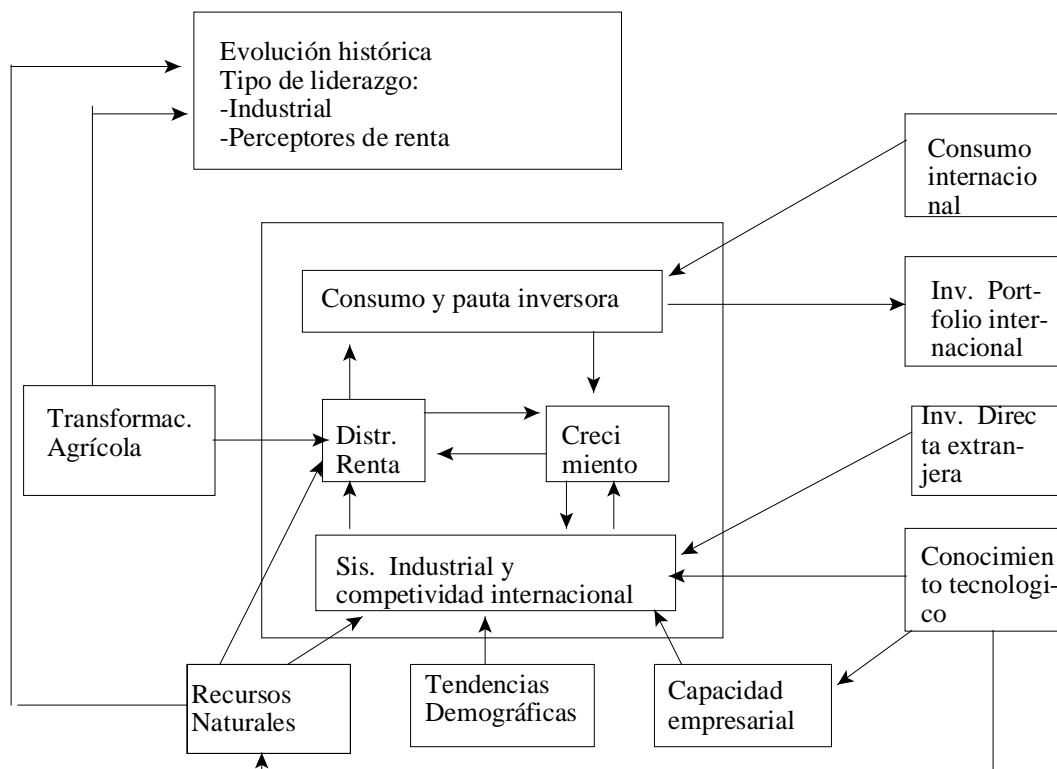 Evolución histórica
Tipo de liderazgo:
-Industrial
-Perceptores de renta
Consumo
internacio
nal
Consumo y pauta inversora
Inv. Port-
folio inter-
nacional
Transformac.
Agrícola
Distr.
Renta
Creci
miento
Inv. Direc
ta extran-
jera
Sis. Industrial y
competividad internacional
Conocimien
to tecnologi-
co
Recursos
Naturales
Tendencias
Demográficas
Capacidad
empresarial